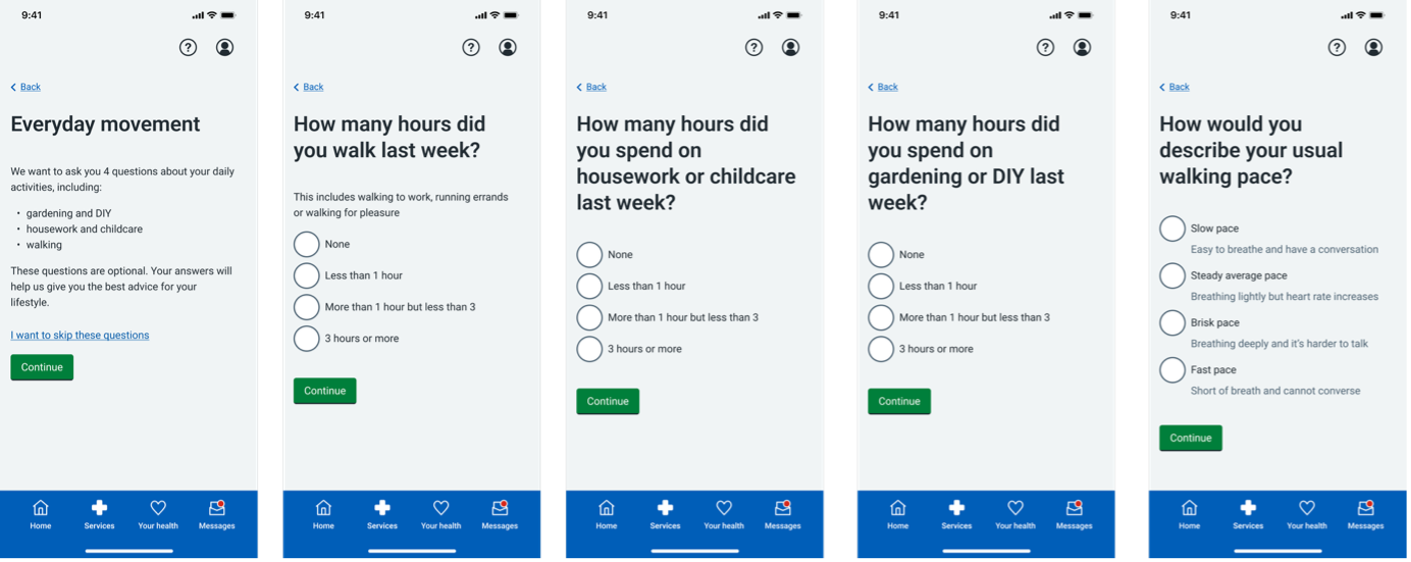 9:41
?
Back
Everyday movement
We want to ask you 4 questions about your daily
activities, including:
• gardening and DIY
• housework and childcare
• walking
These questions are optional. Your answers will
help us give you the best advice for your
lifestyle.
I want to skip these questions
Continue
Home Services Your health Messages
9:41
?
Back
How many hours did
you walk last week?
This includes walking to work, running errands
or walking for pleasure
None
Less than 1 hour
More than 1 hour but less than 3
3 hours or more
Continue
Home Services Your health Messages
9:41
?
Back
How many hours did
you spend on
housework or childcare
last week?
None
Less than 1 hour
More than 1 hour but less than 3
3 hours or more
Continue
Home Services Your health Messages
9:41
?
Back
How many hours did
you spend on
gardening or DIY last
week?
None
Less than 1 hour
More than 1 hour but less than 3
3 hours or more
Continue
Home Services Your health Messages
9:41
?
Back
How would you
describe your usual
walking pace?
Slow pace
Easy to breathe and have a conversation
Steady average pace
Breathing lightly but heart rate increases
Brisk pace
Breathing deeply and it's harder to talk
Fast pace
Short of breath and cannot converse
Continue
Home Services Your health Messages